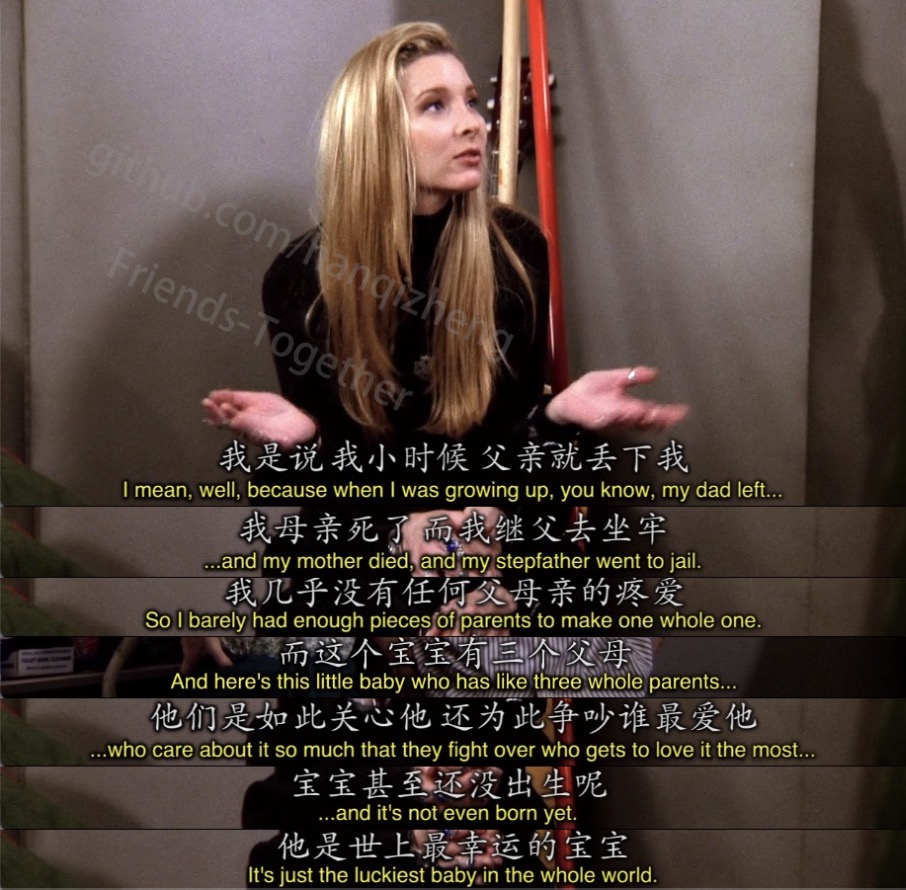 github.com/hanqizheng
Friends-Together
我是说 我小时候 父亲就丢下我
I mean, well, because when I was growing up, you know, my dad left...
我母亲死了 而我继父去坐牢
...and my mother died, and my stepfather went to jail.
我几乎没有任何父母亲的疼爱
So I barely had enough pieces of parents to make one whole one.
而这个宝宝有三个父母
And here's this little baby who has like three whole parents...
他们是如此关心他 还为此争吵谁最爱他
...who care about it so much that they fight over who gets to love it the most...
宝宝甚至还没出生呢
...and it's not even born yet.
他是世上最幸运的宝宝
It's just the luckiest baby in the whole world.